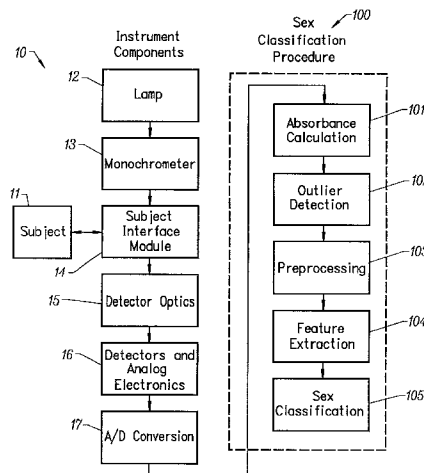 Instrument
Components
10
12
Lamp
13
Monochrometer
11
Subject
Subject
Interface
Module
14
15
Detector Optics
16
Detectors and
Analog
Electronics
17
A/D Conversion
Sex
Classification
Procedure
100
Absorbance
Calculation
101
Outlier
Detection
Preprocessing
103
Feature
Extraction
104
Sex
Classification
105